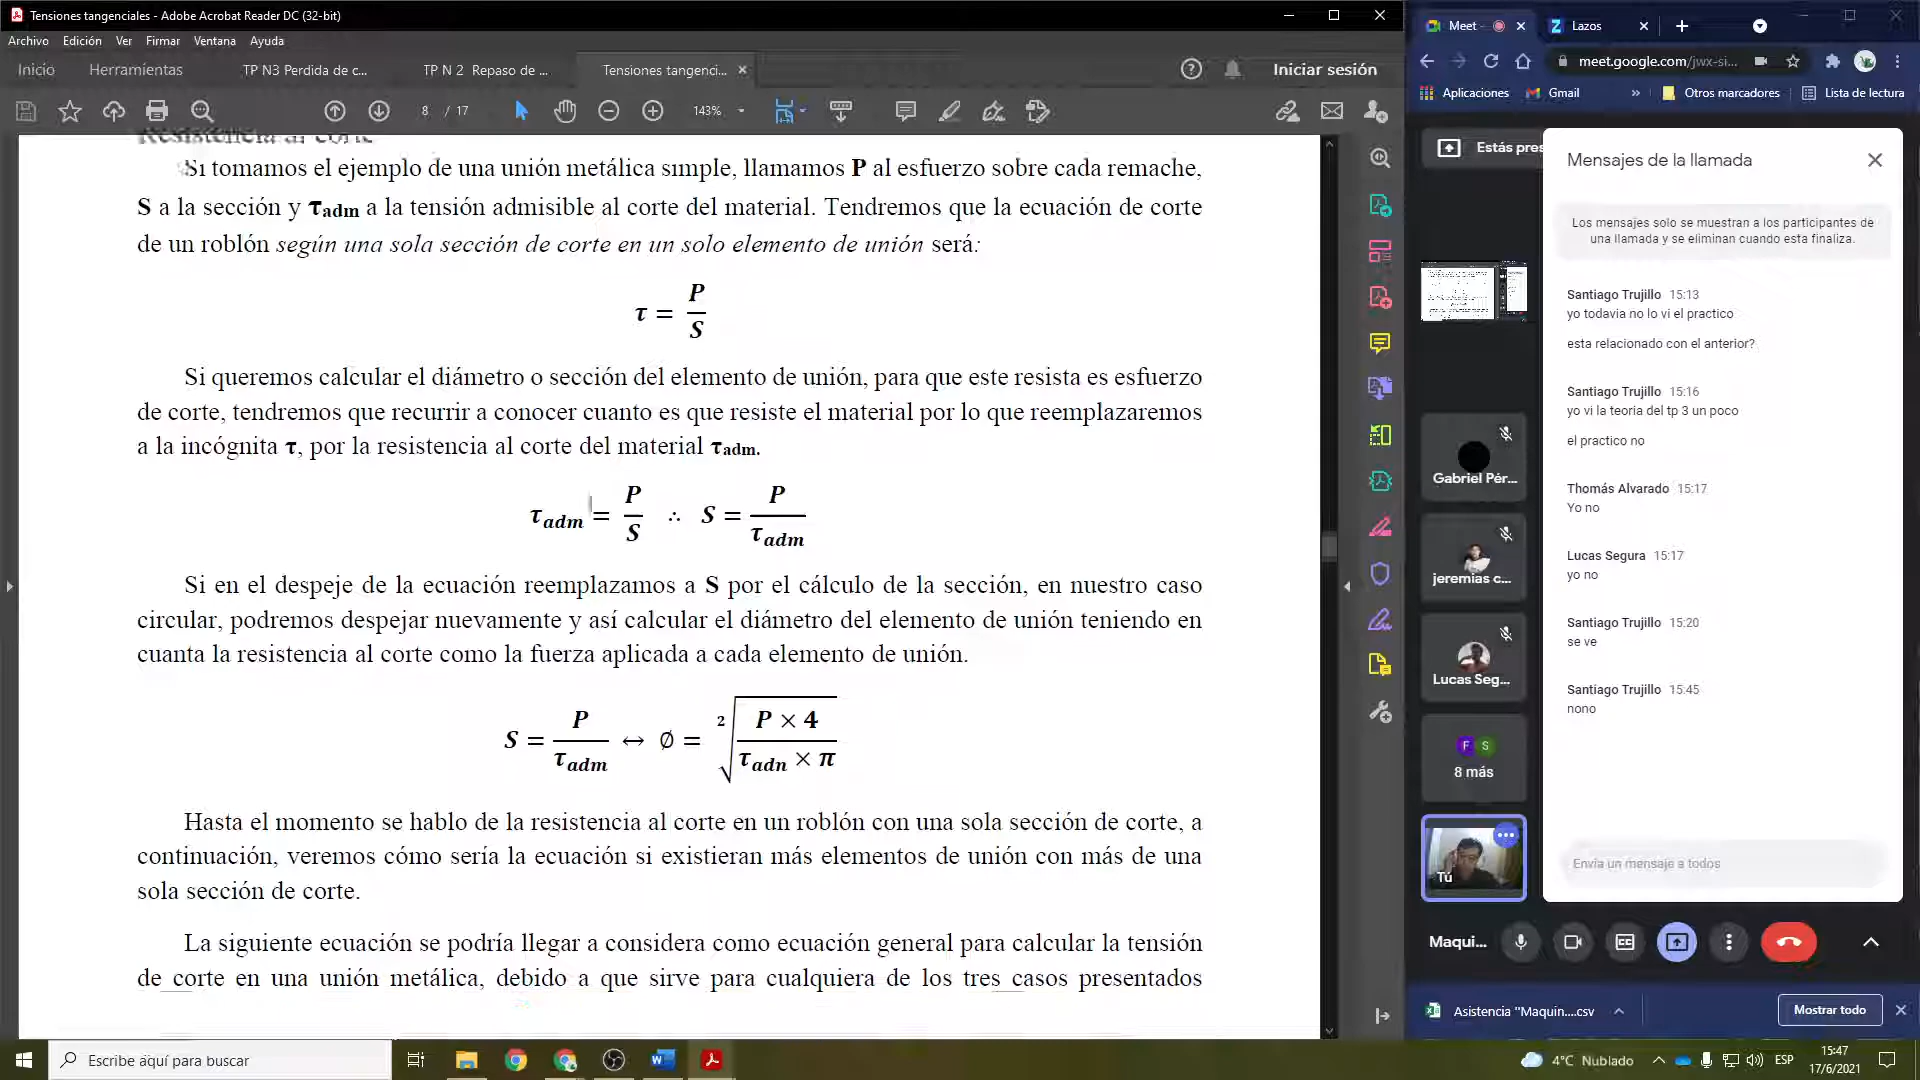 Tensiones tangenciales - Adobe Acrobat Reader DC (32-bit)
Archivo Edición Ver Firmar Ventana Ayuda
Inicio Herramientas TP N3 Perdida de c... TP N 2 Repaso de ... Tensiones tangenci... Iniciar sesión
8 / 17 143%
Resistencia al corte
Si tomamos el ejemplo de una unión metálica simple, llamamos P al esfuerzo sobre cada remache,
S a la sección y τadm a la tensión admisible al corte del material. Tendremos que la ecuación de corte
de un roblón según una sola sección de corte en un solo elemento de unión será:
τ = P/S
Si queremos calcular el diámetro o sección del elemento de unión, para que este resista es esfuerzo
de corte, tendremos que recurrir a conocer cuanto es que resiste el material por lo que reemplazaremos
a la incógnita τ, por la resistencia al corte del material τadm.
τadm = P/S ∴ S = P/τadm
Si en el despeje de la ecuación reemplazamos a S por el cálculo de la sección, en nuestro caso
circular, podremos despejar nuevamente y así calcular el diámetro del elemento de unión teniendo en
cuanta la resistencia al corte como la fuerza aplicada a cada elemento de unión.
S = P/τadm ↔ ∅ = ²√(P × 4 / τadn × π)
Hasta el momento se hablo de la resistencia al corte en un roblón con una sola sección de corte, a
continuación, veremos cómo sería la ecuación si existieran más elementos de unión con más de una
sola sección de corte.
La siguiente ecuación se podría llegar a considera como ecuación general para calcular la tensión
de corte en una unión metálica, debido a que sirve para cualquiera de los tres casos presentados
Meet - Lazos
meet.google.com/jwx-si...
Aplicaciones Gmail » Otros marcadores Lista de lectura
Estás pres
Mensajes de la llamada
Los mensajes solo se muestran a los participantes de
una llamada y se eliminan cuando esta finaliza.
Santiago Trujillo 15:13
yo todavia no lo vi el practico
esta relacionado con el anterior?
Santiago Trujillo 15:16
yo vi la teoria del tp 3 un poco
el practico no
Thomás Alvarado 15:17
Yo no
Lucas Segura 15:17
yo no
Santiago Trujillo 15:20
se ve
Santiago Trujillo 15:45
nono
Envía un mensaje a todos
Gabriel Pér...
jeremias c...
Lucas Seg...
F S
8 más
Tú
Maqui...
Asistencia "Maquin....csv Mostrar todo
Escribe aquí para buscar
4°C Nublado ESP 15:47
17/6/2021